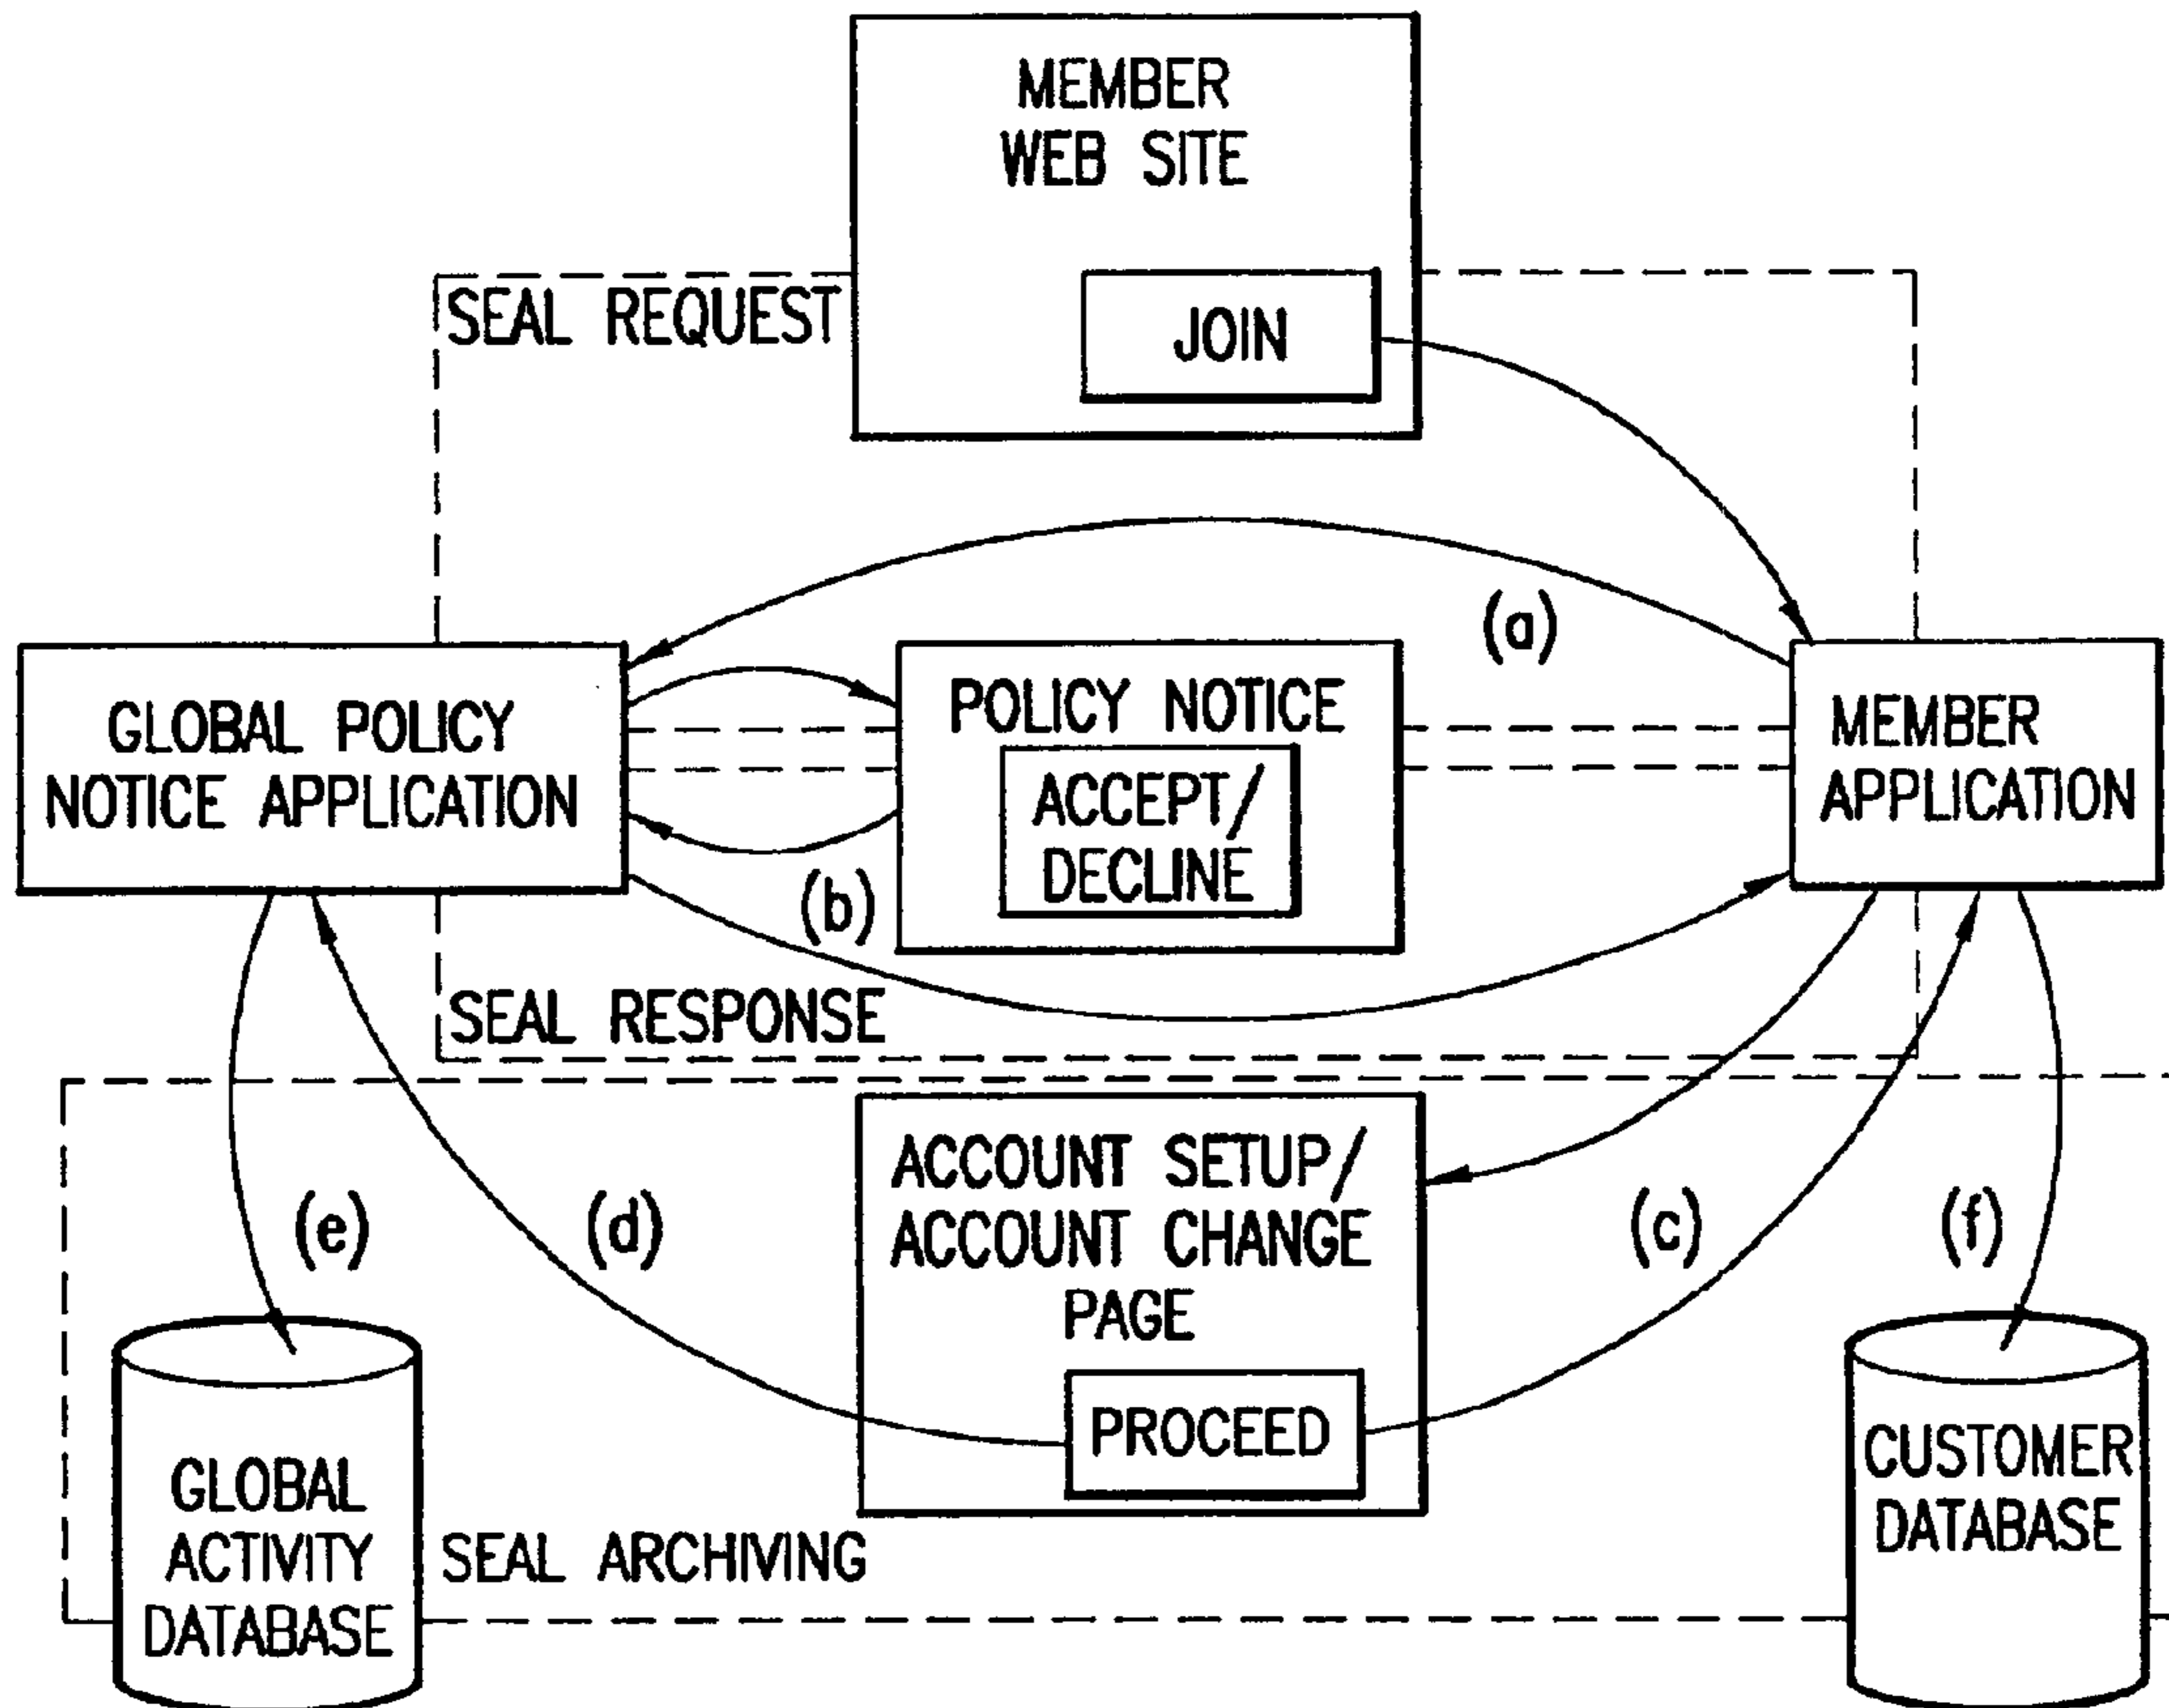 MEMBER
WEB SITE
SEAL REQUEST
JOIN
(a)
GLOBAL POLICY
NOTICE APPLICATION
POLICY NOTICE
ACCEPT/
DECLINE
MEMBER
APPLICATION
(b)
SEAL RESPONSE
ACCOUNT SETUP/
ACCOUNT CHANGE
PAGE
PROCEED
(e)
(d)
(c)
(f)
GLOBAL
ACTIVITY
DATABASE
SEAL ARCHIVING
CUSTOMER
DATABASE